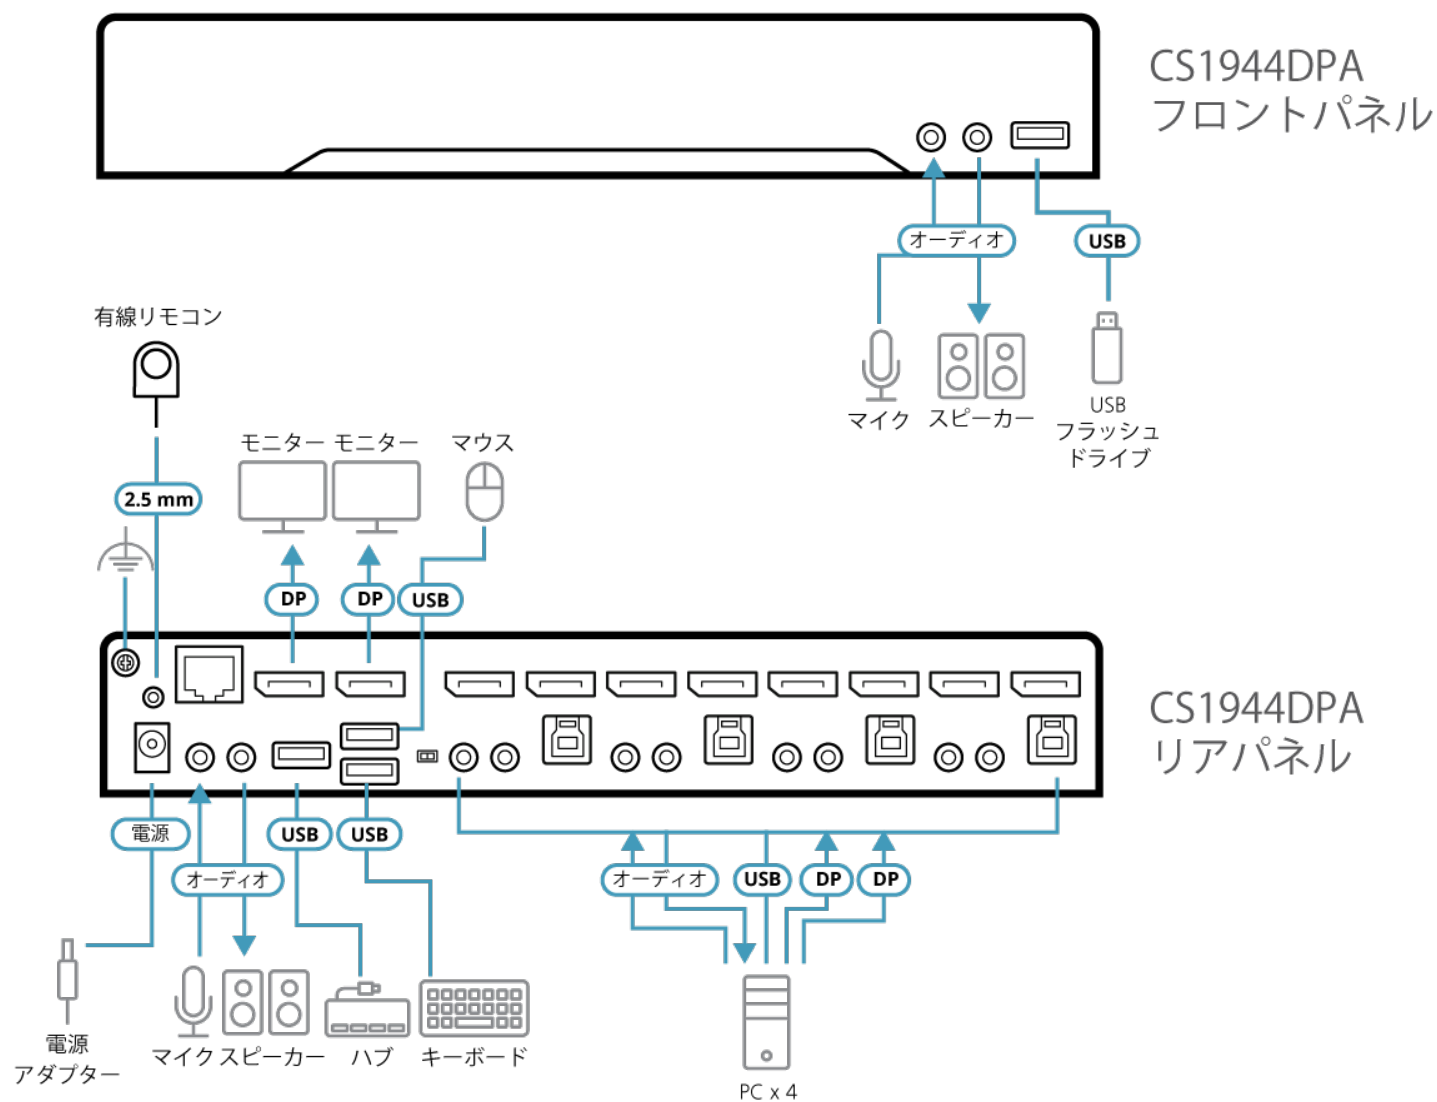 CS1944DPA
フロントパネル
オーディオ
USB
マイク
スピーカー
USB
フラッシュ
ドライブ
有線リモコン
2.5 mm
モニター
モニター
マウス
DP
DP
USB
CS1944DPA
リアパネル
電源
USB
USB
オーディオ
オーディオ
USB
DP
DP
電源
アダプター
マイク
スピーカー
ハブ
キーボード
PC x 4